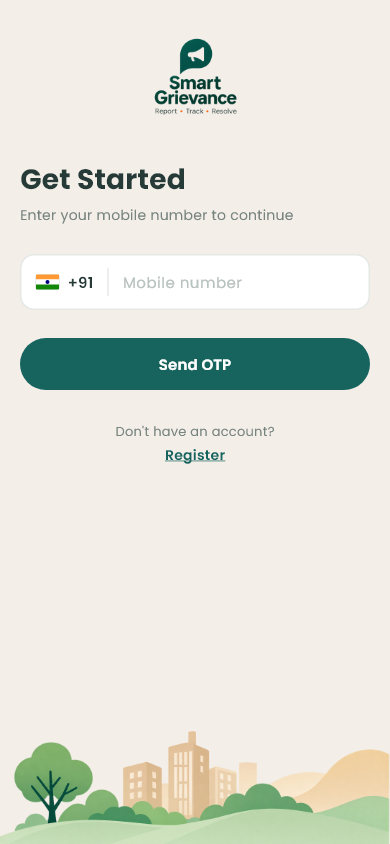 Smart
Grievance
Report • Track • Resolve
Get Started
Enter your mobile number to continue
+91 Mobile number
Send OTP
Don't have an account?
Register